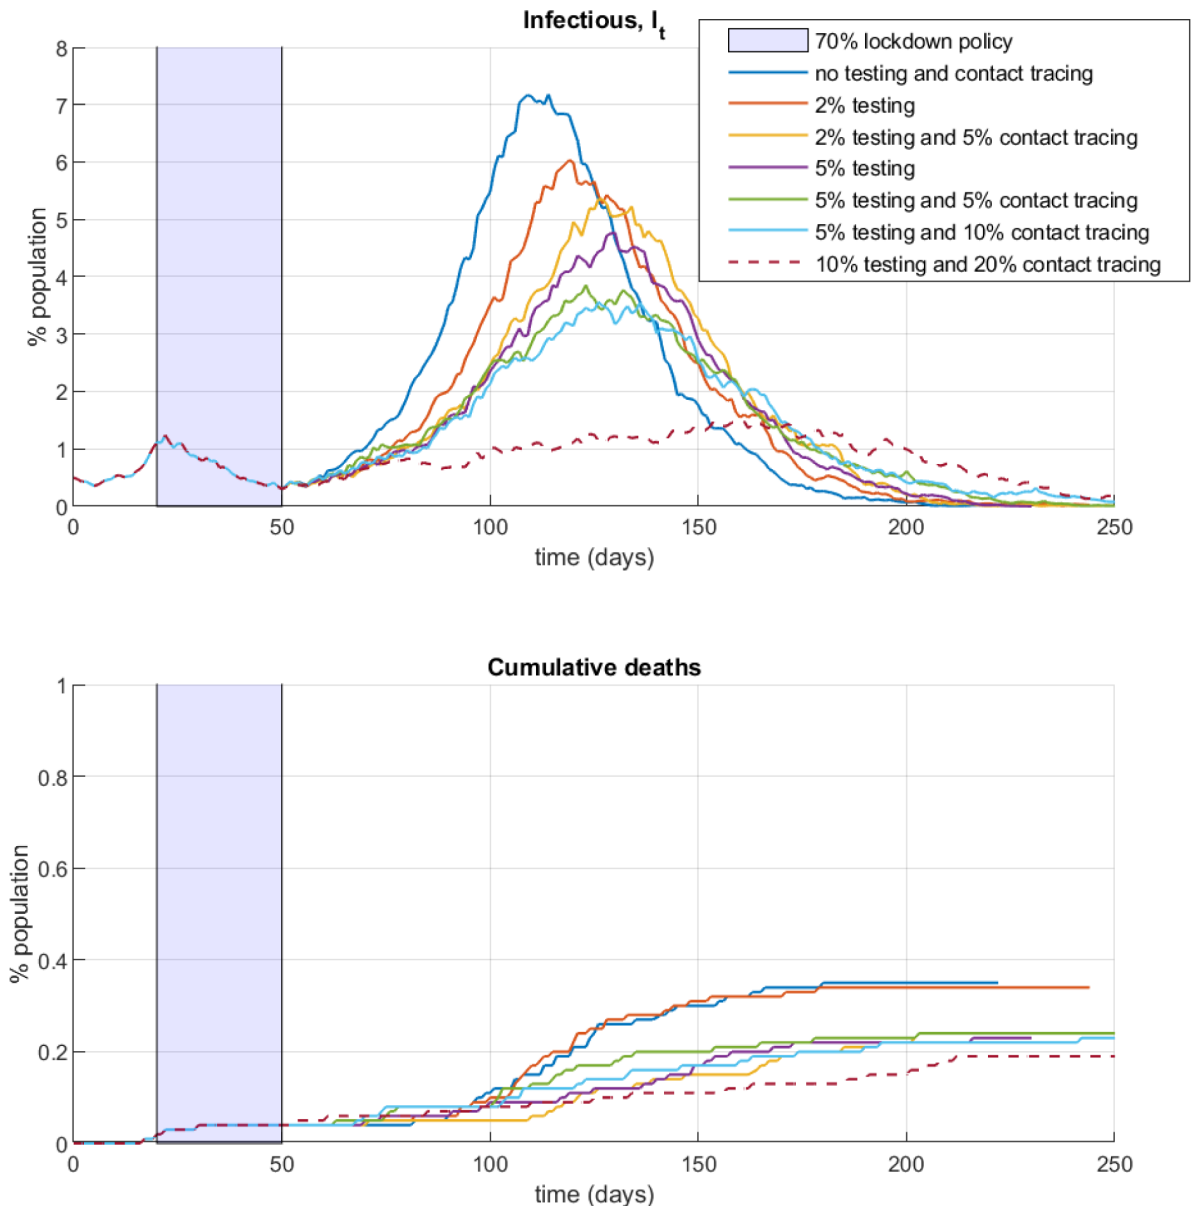 Infectious, I_t
70% lockdown policy
no testing and contact tracing
2% testing
2% testing and 5% contact tracing
5% testing
5% testing and 5% contact tracing
5% testing and 10% contact tracing
10% testing and 20% contact tracing
% population
8
7
6
5
4
3
2
1
0
0 50 100 150 200 250
time (days)
Cumulative deaths
% population
1
0.8
0.6
0.4
0.2
0
0 50 100 150 200 250
time (days)